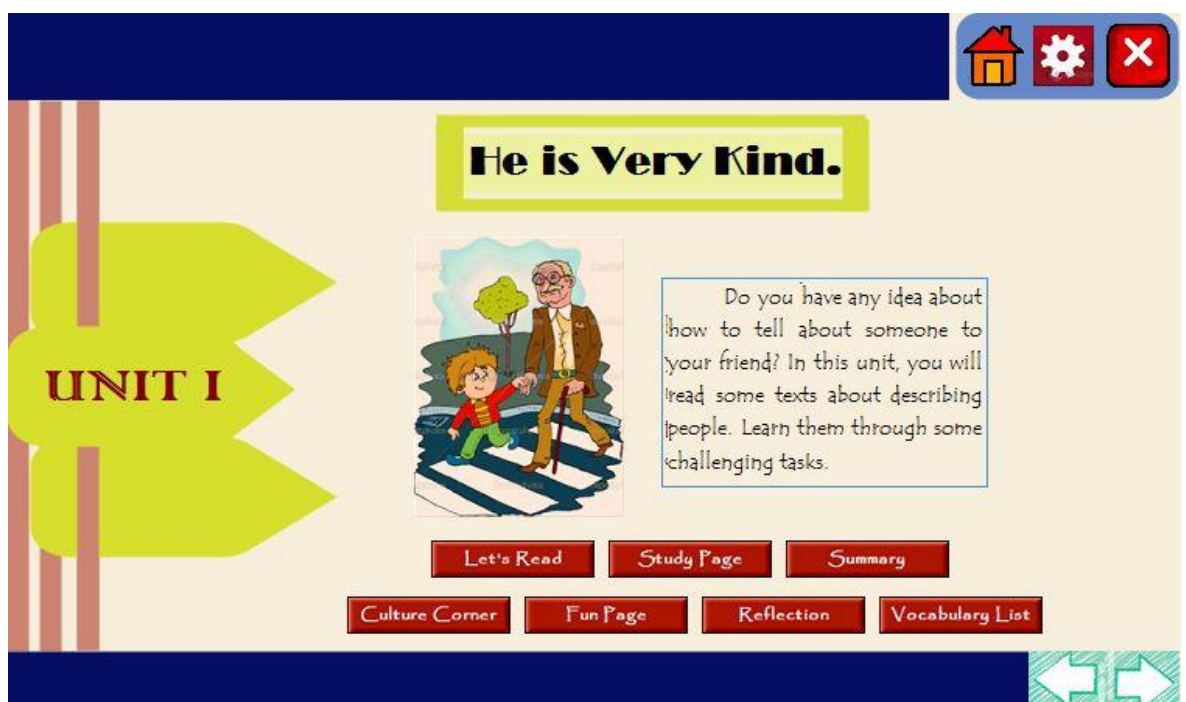 He is Very Kind.
UNIT I
Do you have any idea about
how to tell about someone to
your friend? In this unit, you will
read some texts about describing
people. Learn them through some
challenging tasks.
Let's Read
Study Page
Summary
Culture Corner
Fun Page
Reflection
Vocabulary List